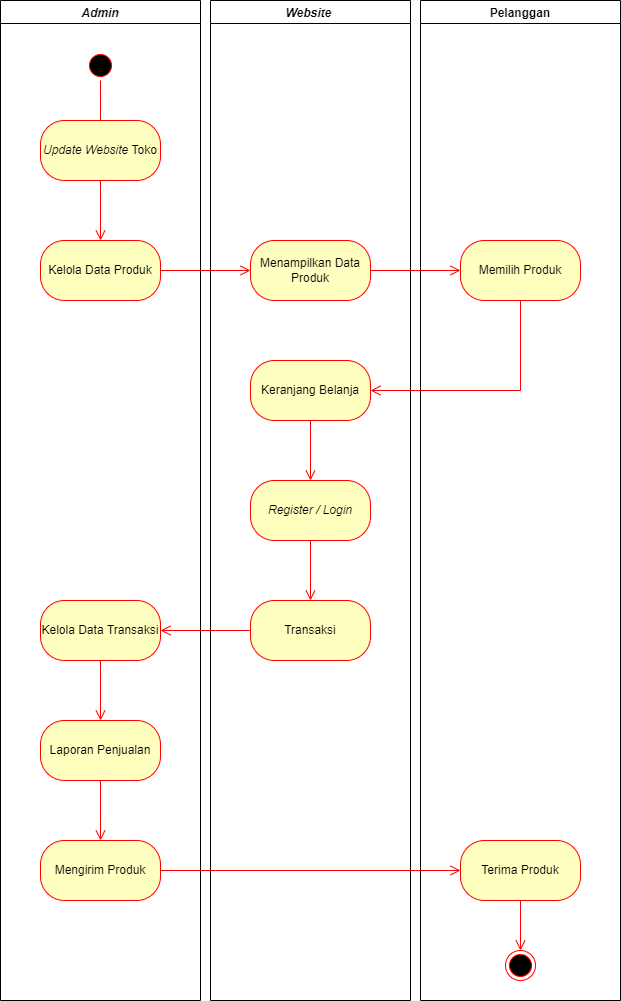 Admin
Website
Pelanggan
Update Website Toko
Kelola Data Produk
Menampilkan Data
Produk
Memilih Produk
Keranjang Belanja
Register / Login
Kelola Data Transaksi
Transaksi
Laporan Penjualan
Mengirim Produk
Terima Produk